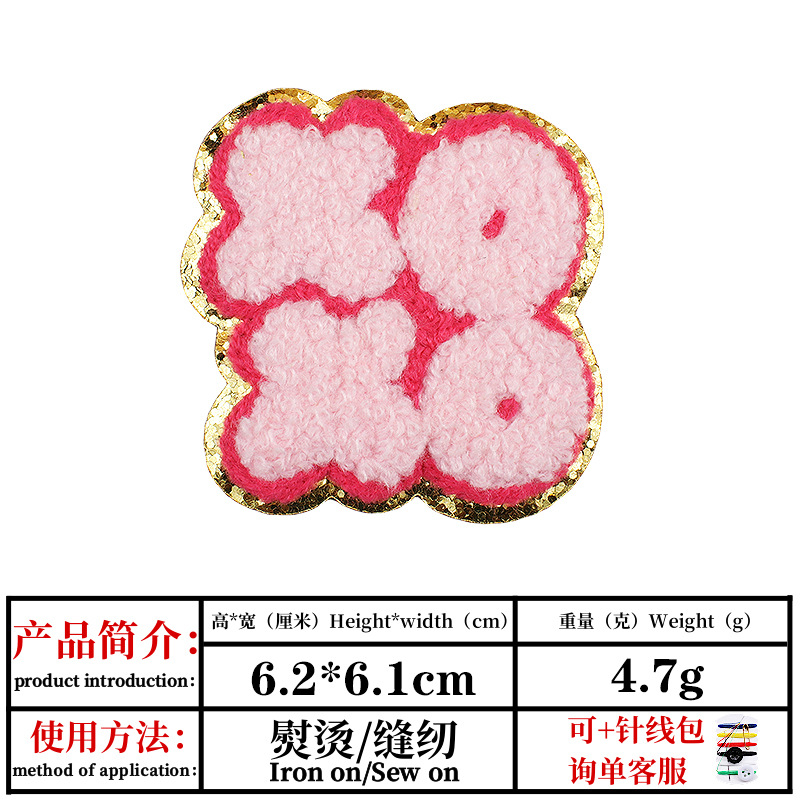 XO
XO
产品简介：
product introduction:
高*宽（厘米）Height*width（cm）
重量（克）Weight（g）
6.2*6.1cm
4.7g
使用方法：
method of application:
熨烫/缝纫
Iron on/Sew on
可+针线包
询单客服